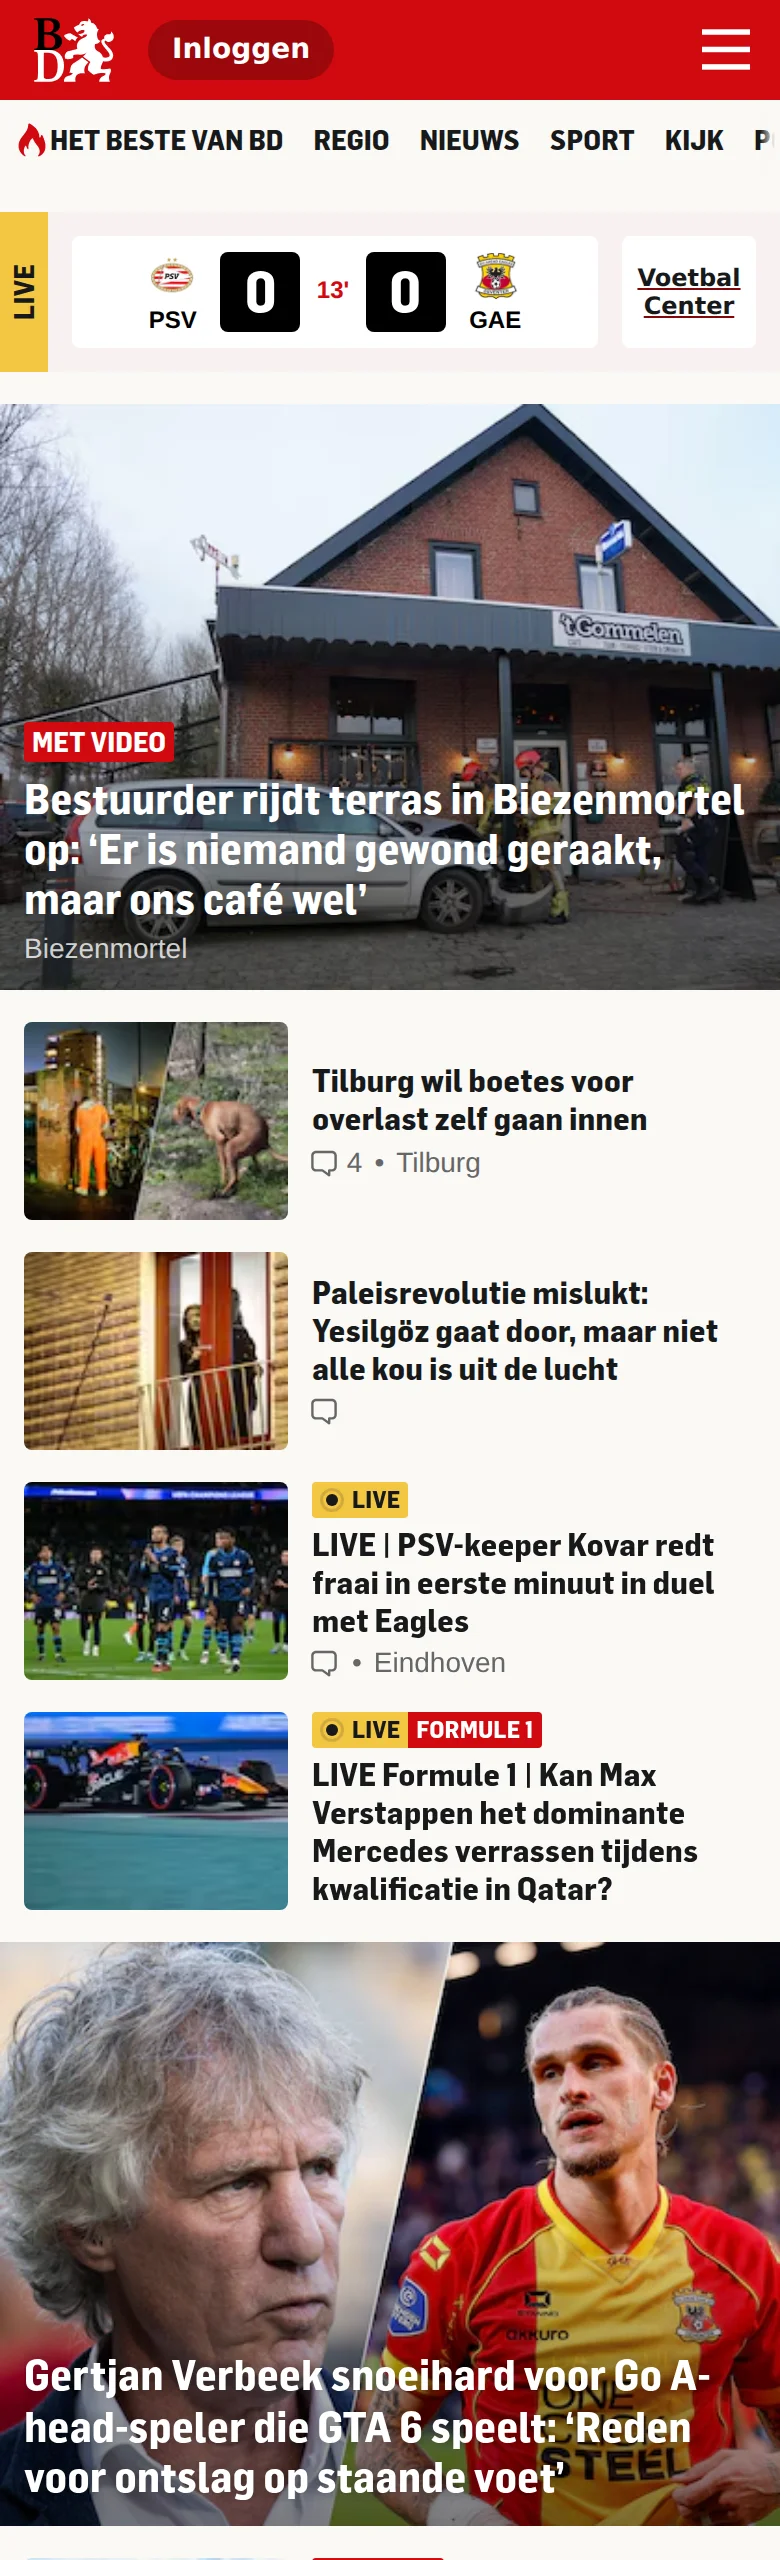 BD
Inloggen
HET BESTE VAN BD REGIO NIEUWS SPORT KIJK
LIVE
PSV 0 13' 0 GAE
Voetbal
Center
't Gommelen
MET VIDEO
Bestuurder rijdt terras in Biezenmortel
op: ‘Er is niemand gewond geraakt,
maar ons café wel’
Biezenmortel
Tilburg wil boetes voor
overlast zelf gaan innen
4 • Tilburg
Paleisrevolutie mislukt:
Yesilgöz gaat door, maar niet
alle kou is uit de lucht
LIVE
LIVE | PSV-keeper Kovar redt
fraai in eerste minuut in duel
met Eagles
• Eindhoven
LIVE FORMULE 1
LIVE Formule 1 | Kan Max
Verstappen het dominante
Mercedes verrassen tijdens
kwalificatie in Qatar?
akkuro
ONE
STEEL
Gertjan Verbeek snoeihard voor Go A-
head-speler die GTA 6 speelt: ‘Reden
voor ontslag op staande voet’